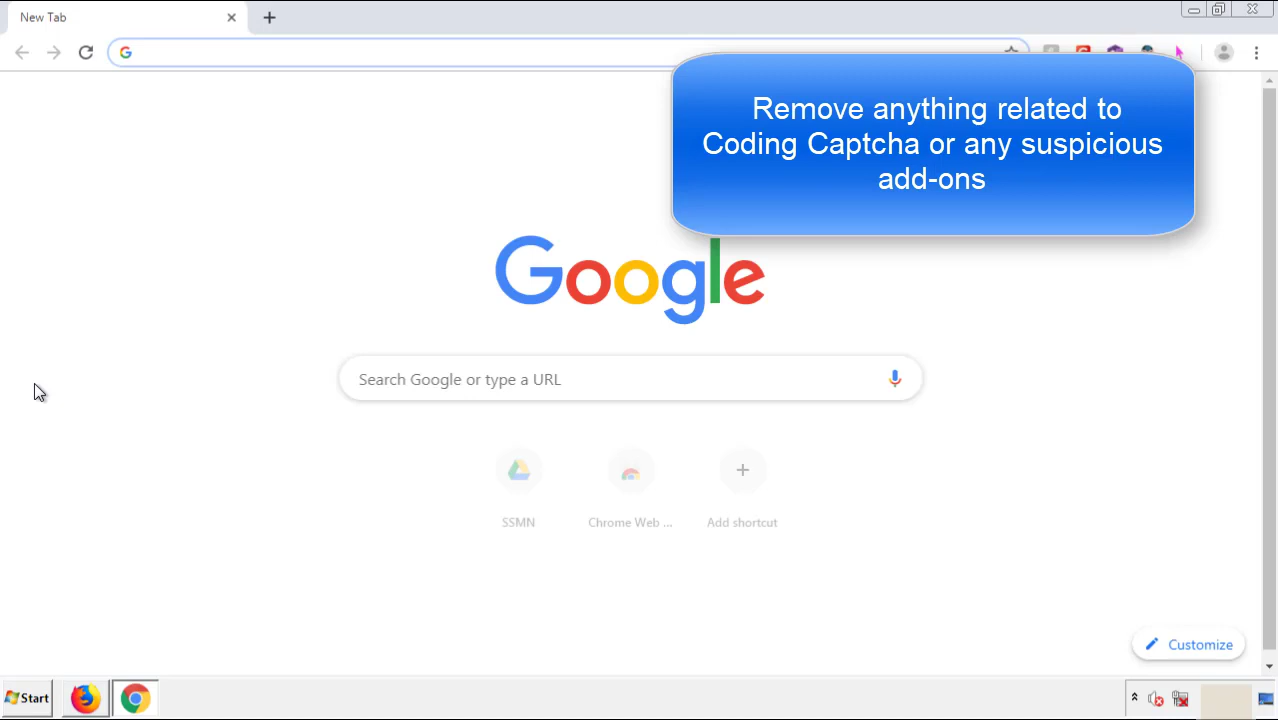 New Tab
Remove anything related to
Coding Captcha or any suspicious
add-ons
Google
Search Google or type a URL
SSMN
Chrome Web ...
Add shortcut
Customize
Start